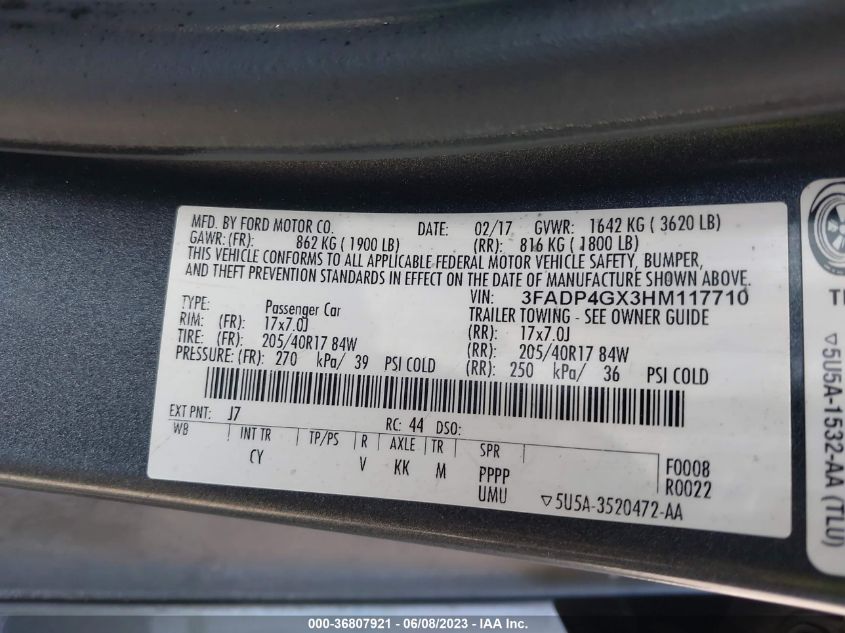 MFD. BY FORD MOTOR CO. DATE: 02/17 GVWR: 1642 KG ( 3620 LB)
GAWR: (FR): 862 KG ( 1900 LB) (RR): 816 KG ( 1800 LB)
THIS VEHICLE CONFORMS TO ALL APPLICABLE FEDERAL MOTOR VEHICLE SAFETY, BUMPER,
AND THEFT PREVENTION STANDARDS IN EFFECT ON THE DATE OF MANUFACTURE SHOWN ABOVE.
VIN: 3FADP4GX3HM117710
TYPE: Passenger Car TRAILER TOWING - SEE OWNER GUIDE
RIM: (FR): 17x7.0J (RR): 17x7.0J
TIRE: (FR): 205/40R17 84W (RR): 205/40R17 84W
PRESSURE: (FR): 270 kPa/ 39 PSI COLD (RR): 250 kPa/ 36 PSI COLD
EXT PNT: J7 RC: 44 DSO:
WB INT TR TP/PS R AXLE TR SPR
CY V KK M PPPP F0008
UMU R0022
▽5U5A-3520472-AA
▽5U5A-1532-AA (TLU)
000-36807921 - 06/08/2023 - IAA Inc.